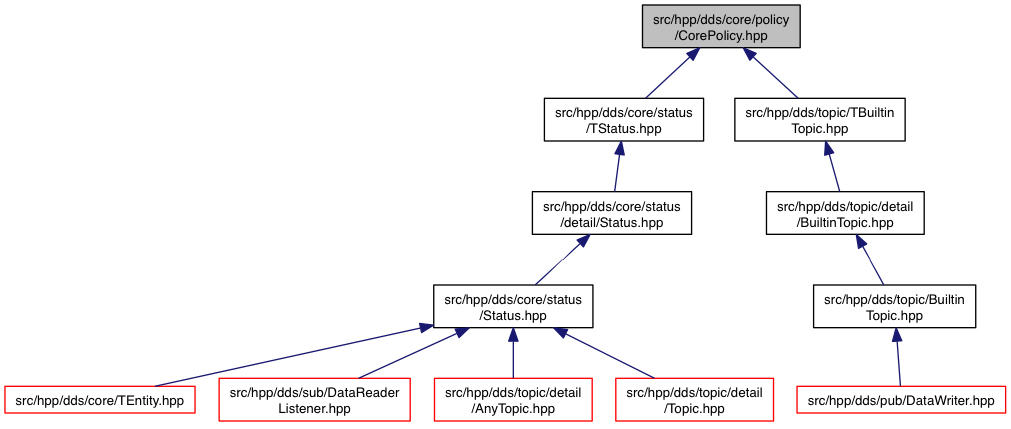 src/hpp/dds/core/policy
/CorePolicy.hpp
src/hpp/dds/core/status
/TStatus.hpp
src/hpp/dds/topic/TBuiltin
Topic.hpp
src/hpp/dds/core/status
/detail/Status.hpp
src/hpp/dds/topic/detail
/BuiltinTopic.hpp
src/hpp/dds/core/status
/Status.hpp
src/hpp/dds/topic/Builtin
Topic.hpp
src/hpp/dds/core/TEntity.hpp
src/hpp/dds/sub/DataReader
Listener.hpp
src/hpp/dds/topic/detail
/AnyTopic.hpp
src/hpp/dds/topic/detail
/Topic.hpp
src/hpp/dds/pub/DataWriter.hpp